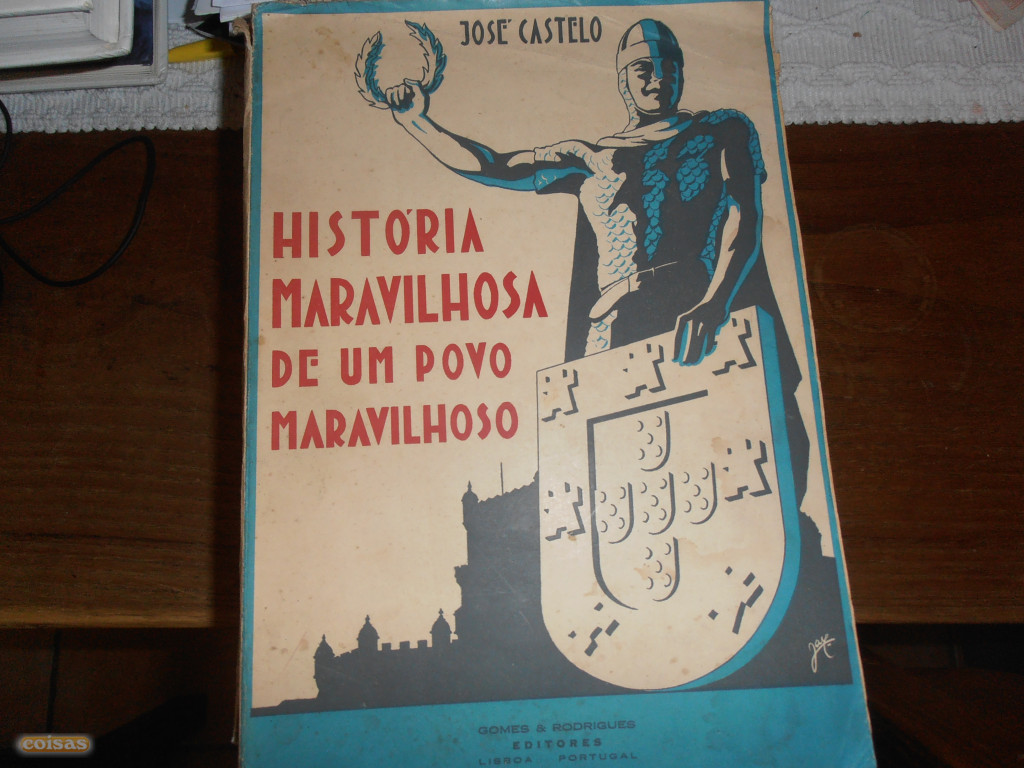 JOSÉ CASTELO
HISTÓRIA
MARAVILHOSA
DE UM POVO
MARAVILHOSO
GOMES & RODRIGUES
EDITORES
LISBOA PORTUGAL
coisas